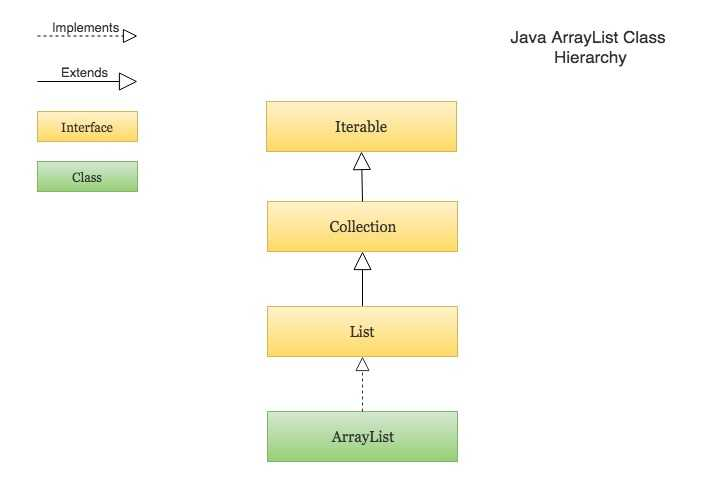 Implements
Extends
Interface
Class
Java ArrayList Class
Hierarchy
Iterable
Collection
List
ArrayList